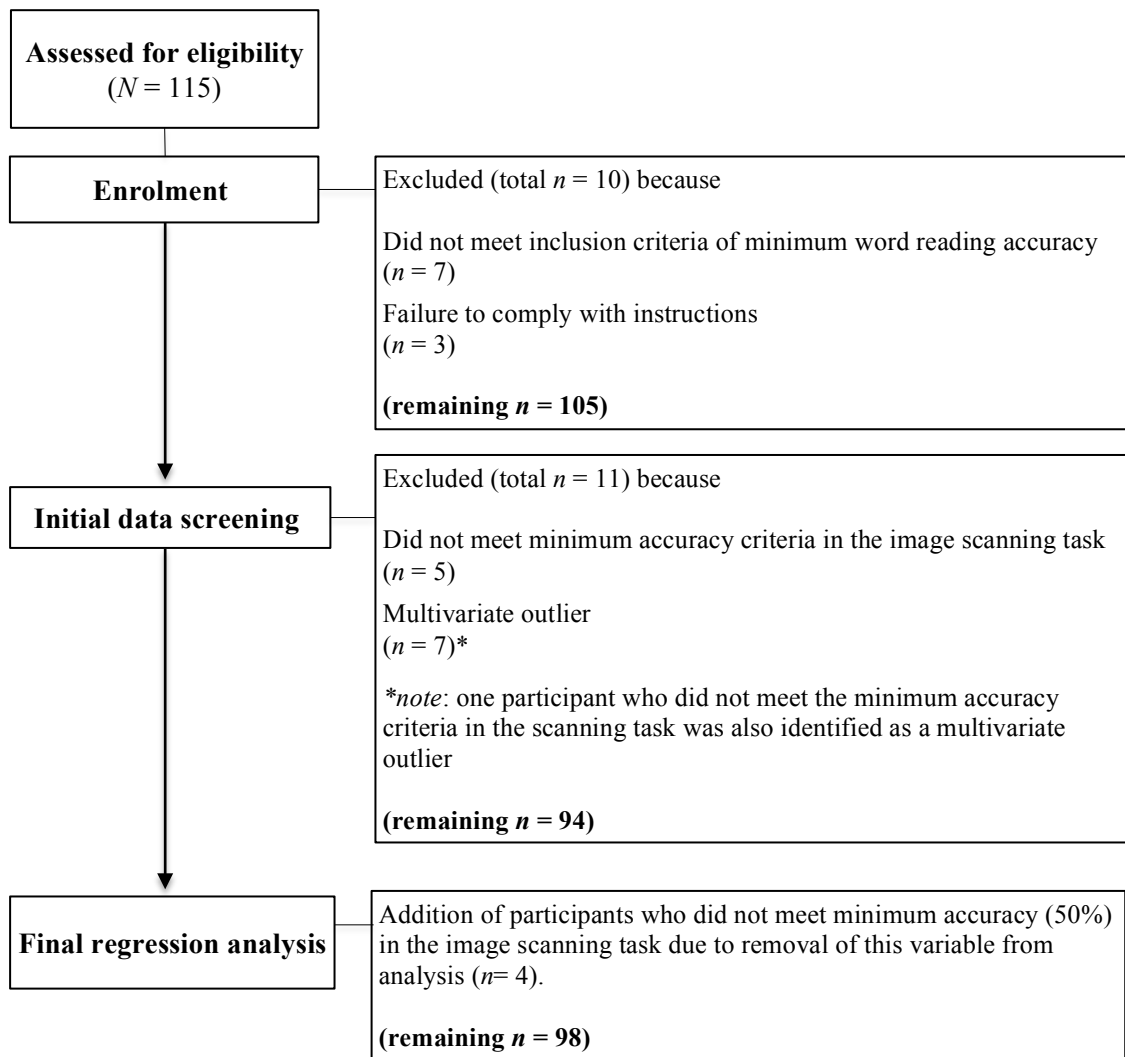 Assessed for eligibility
(N = 115)
Enrolment
Excluded (total n = 10) because
Did not meet inclusion criteria of minimum word reading accuracy
(n = 7)
Failure to comply with instructions
(n = 3)
(remaining n = 105)
Initial data screening
Excluded (total n = 11) because
Did not meet minimum accuracy criteria in the image scanning task
(n = 5)
Multivariate outlier
(n = 7)*
*note: one participant who did not meet the minimum accuracy
criteria in the scanning task was also identified as a multivariate
outlier
(remaining n = 94)
Final regression analysis
Addition of participants who did not meet minimum accuracy (50%)
in the image scanning task due to removal of this variable from
analysis (n= 4).
(remaining n = 98)